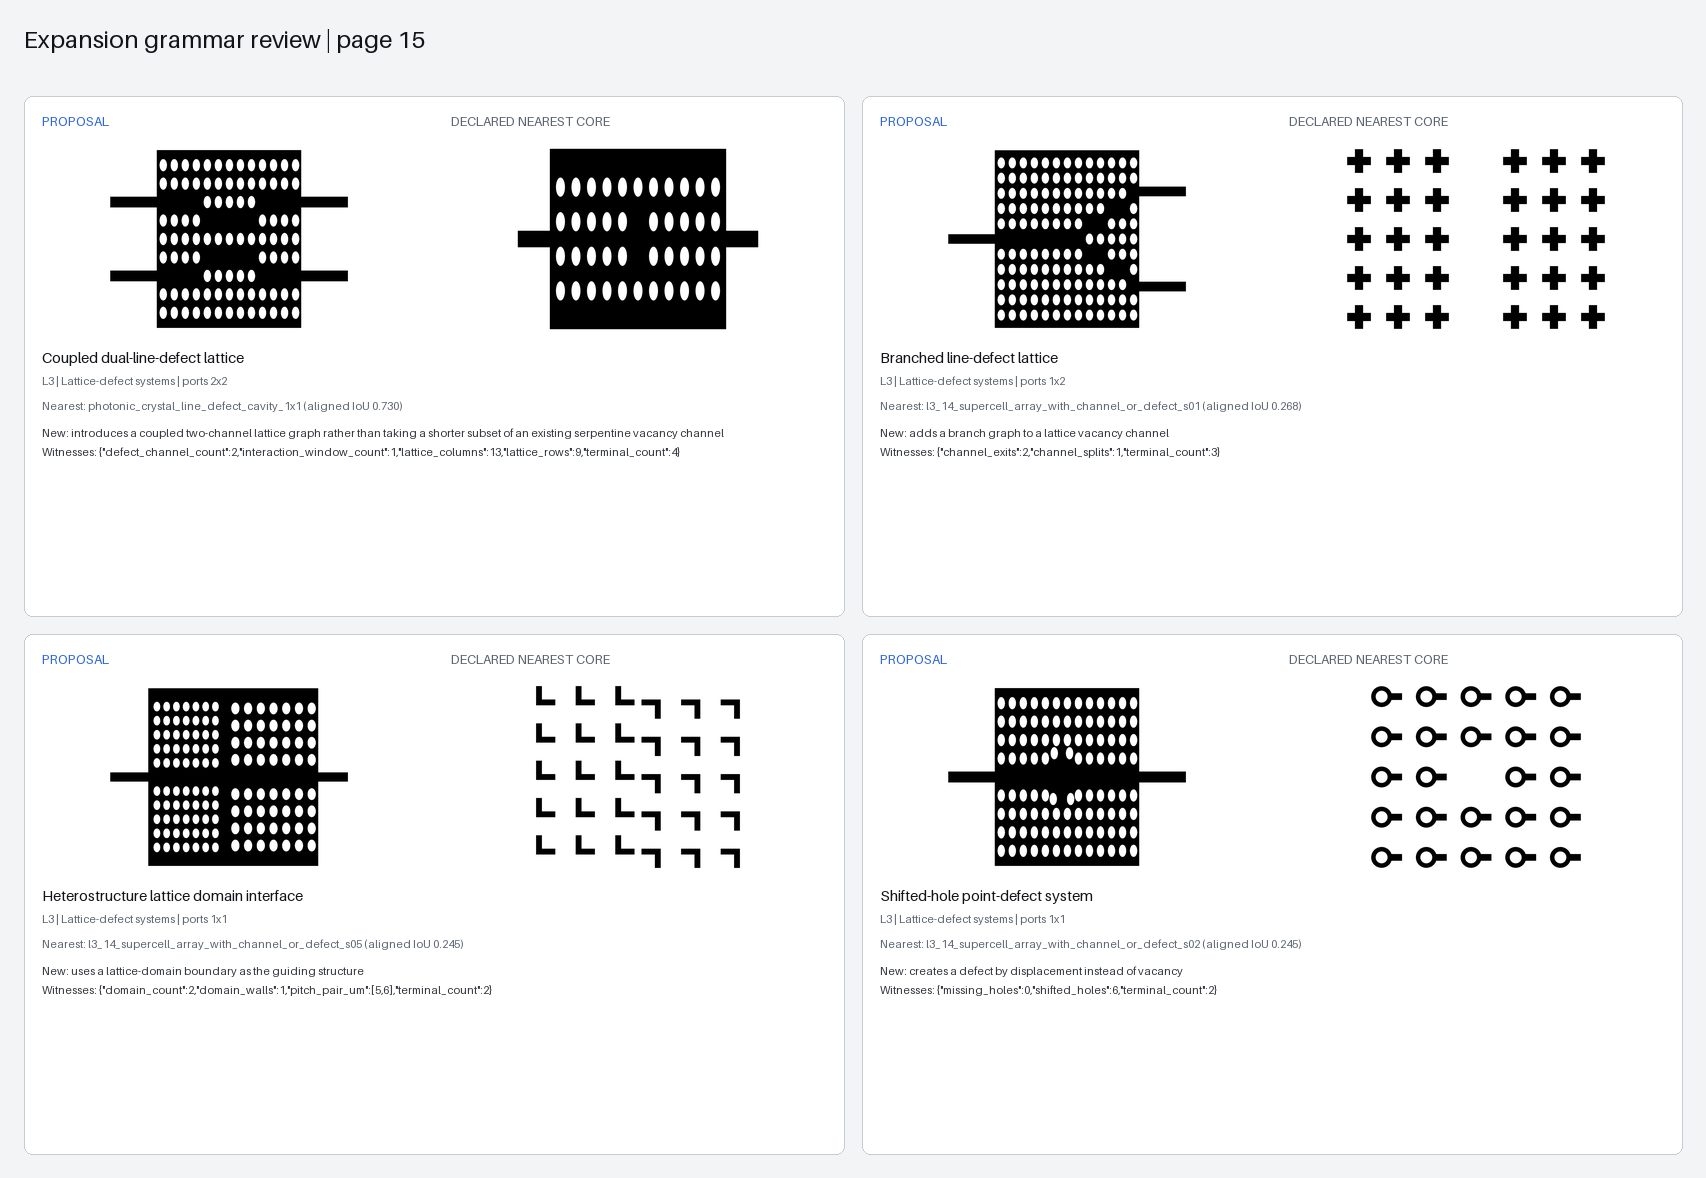 Expansion grammar review | page 15
PROPOSAL
DECLARED NEAREST CORE
Coupled dual-line-defect lattice
L3 | Lattice-defect systems | ports 2x2
Nearest: photonic_crystal_line_defect_cavity_1x1 (aligned IoU 0.730)
New: introduces a coupled two-channel lattice graph rather than taking a shorter subset of an existing serpentine vacancy channel
Witnesses: {"defect_channel_count":2,"interaction_window_count":1,"lattice_columns":13,"lattice_rows":9,"terminal_count":4}
PROPOSAL
DECLARED NEAREST CORE
Branched line-defect lattice
L3 | Lattice-defect systems | ports 1x2
Nearest: l3_14_supercell_array_with_channel_or_defect_s01 (aligned IoU 0.268)
New: adds a branch graph to a lattice vacancy channel
Witnesses: {"channel_exits":2,"channel_splits":1,"terminal_count":3}
PROPOSAL
DECLARED NEAREST CORE
Heterostructure lattice domain interface
L3 | Lattice-defect systems | ports 1x1
Nearest: l3_14_supercell_array_with_channel_or_defect_s05 (aligned IoU 0.245)
New: uses a lattice-domain boundary as the guiding structure
Witnesses: {"domain_count":2,"domain_walls":1,"pitch_pair_um":[5,6],"terminal_count":2}
PROPOSAL
DECLARED NEAREST CORE
Shifted-hole point-defect system
L3 | Lattice-defect systems | ports 1x1
Nearest: l3_14_supercell_array_with_channel_or_defect_s02 (aligned IoU 0.245)
New: creates a defect by displacement instead of vacancy
Witnesses: {"missing_holes":0,"shifted_holes":6,"terminal_count":2}